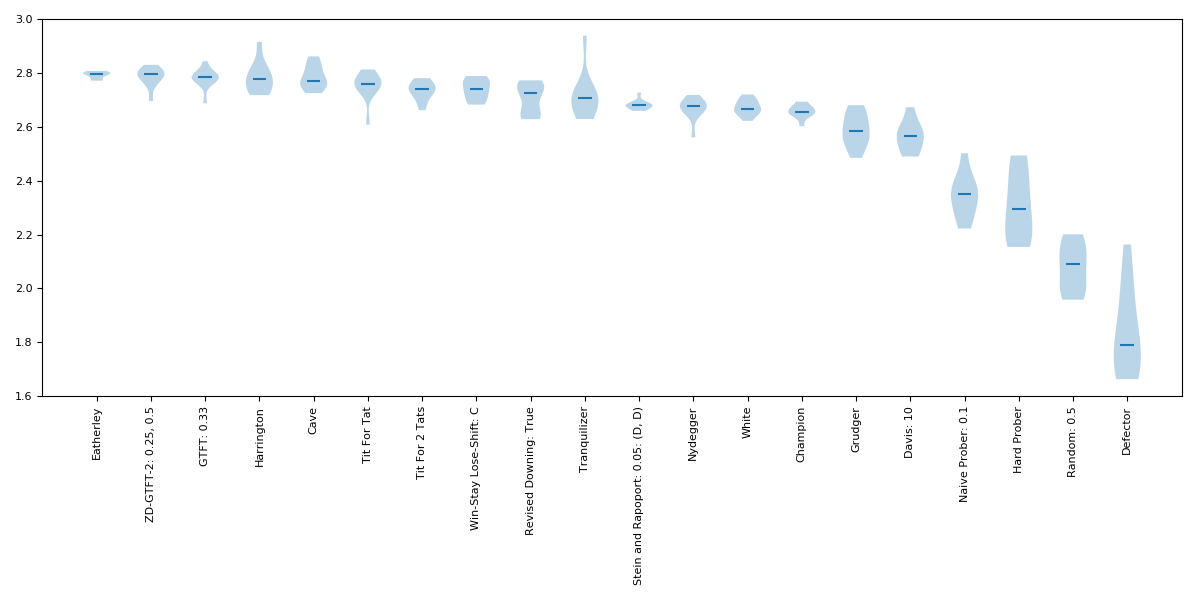 3.0
2.8
2.6
2.4
2.2
2.0
1.8
1.6
Eatherley
ZD-GTFT-2: 0.25, 0.5
GTFT: 0.33
Harrington
Cave
Tit For Tat
Tit For 2 Tats
Win-Stay Lose-Shift: C
Revised Downing: True
Tranquilizer
Stein and Rapoport: 0.05: (D, D)
Nydegger
White
Champion
Grudger
Davis: 10
Naive Prober: 0.1
Hard Prober
Random: 0.5
Defector